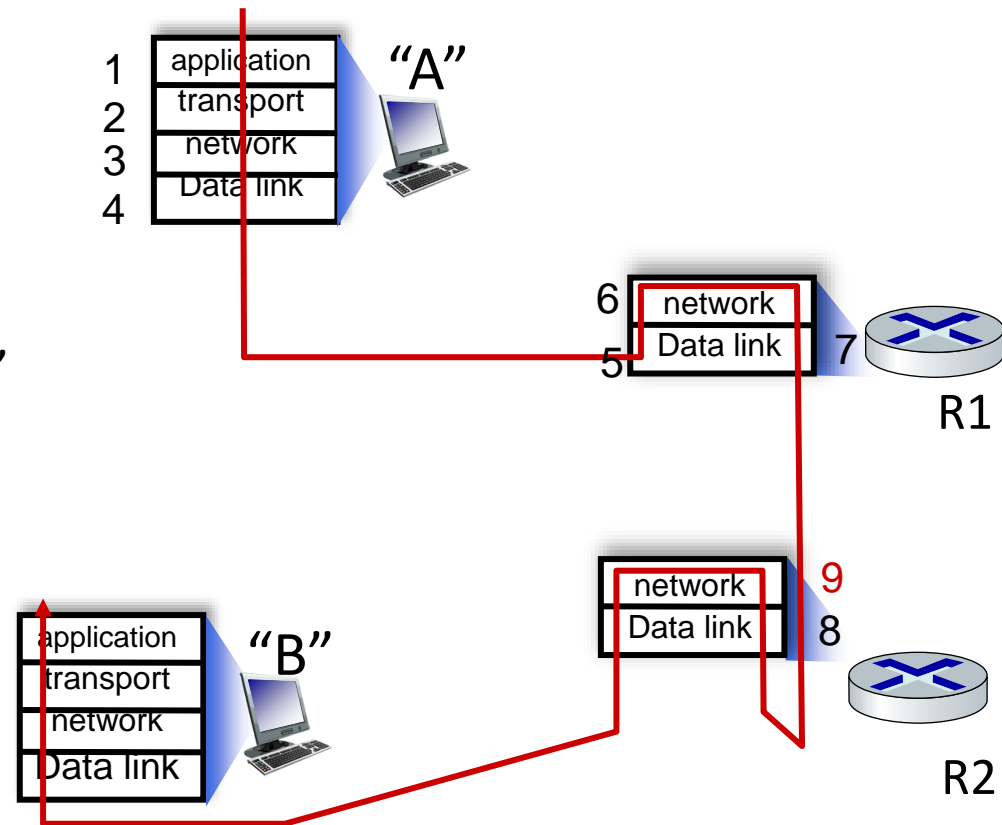 1 application “A”
2 transport
3 network
4 Data link
6 network
5 Data link 7
R1
”
network 9
Data link 8
application “B”
transport
network
Data link
R2